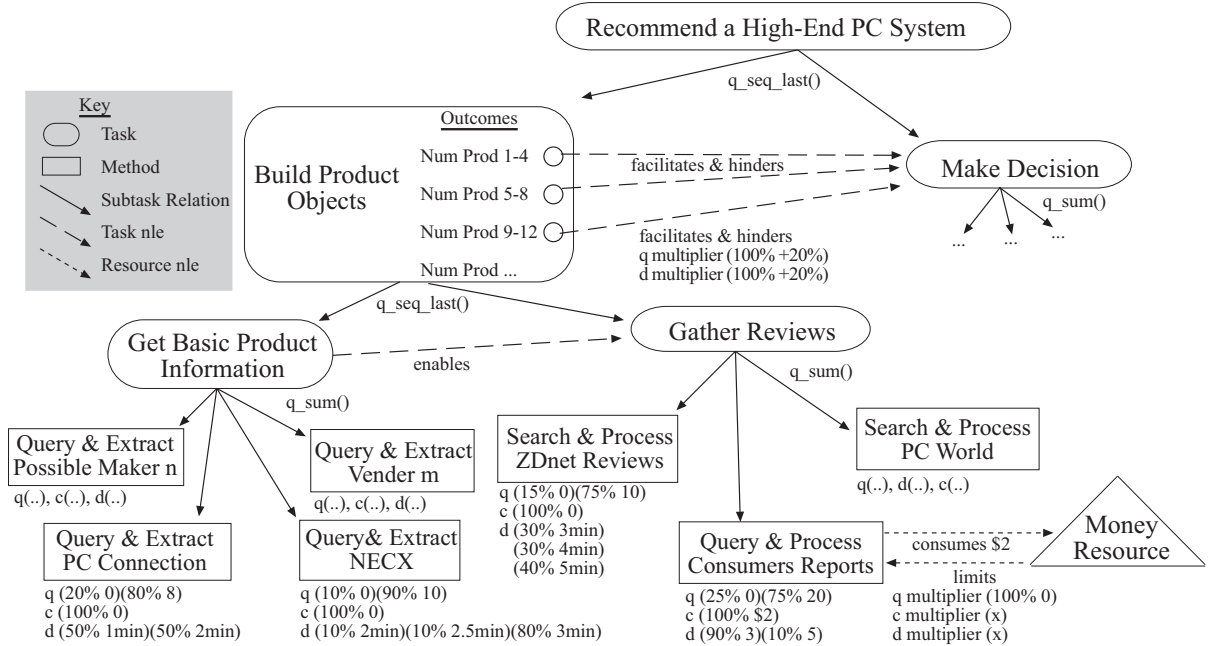 Recommend a High-End PC System
q_seq_last()
Key
Task
Method
Subtask Relation
Task nle
Resource nle
Build Product
Objects
Outcomes
Num Prod 1-4
Num Prod 5-8
Num Prod 9-12
Num Prod ...
facilitates & hinders
facilitates & hinders
q multiplier (100% +20%)
d multiplier (100% +20%)
Make Decision
q_sum()
...
...
...
q_seq_last()
Get Basic Product
Information
enables
Gather Reviews
q_sum()
q_sum()
Query & Extract
Possible Maker n
q(..), c(..), d(..)
Query & Extract
Vender m
q(..), c(..), d(..)
Query & Extract
PC Connection
q (20% 0)(80% 8)
c (100% 0)
d (50% 1min)(50% 2min)
Query& Extract
NECX
q (10% 0)(90% 10)
c (100% 0)
d (10% 2min)(10% 2.5min)(80% 3min)
Search & Process
ZDnet Reviews
q (15% 0)(75% 10)
c (100% 0)
d (30% 3min)
(30% 4min)
(40% 5min)
Search & Process
PC World
q(..), d(..), c(..)
Query & Process
Consumers Reports
q (25% 0)(75% 20)
c (100% $2)
d (90% 3)(10% 5)
consumes $2
limits
q multiplier (100% 0)
c multiplier (x)
d multiplier (x)
Money
Resource